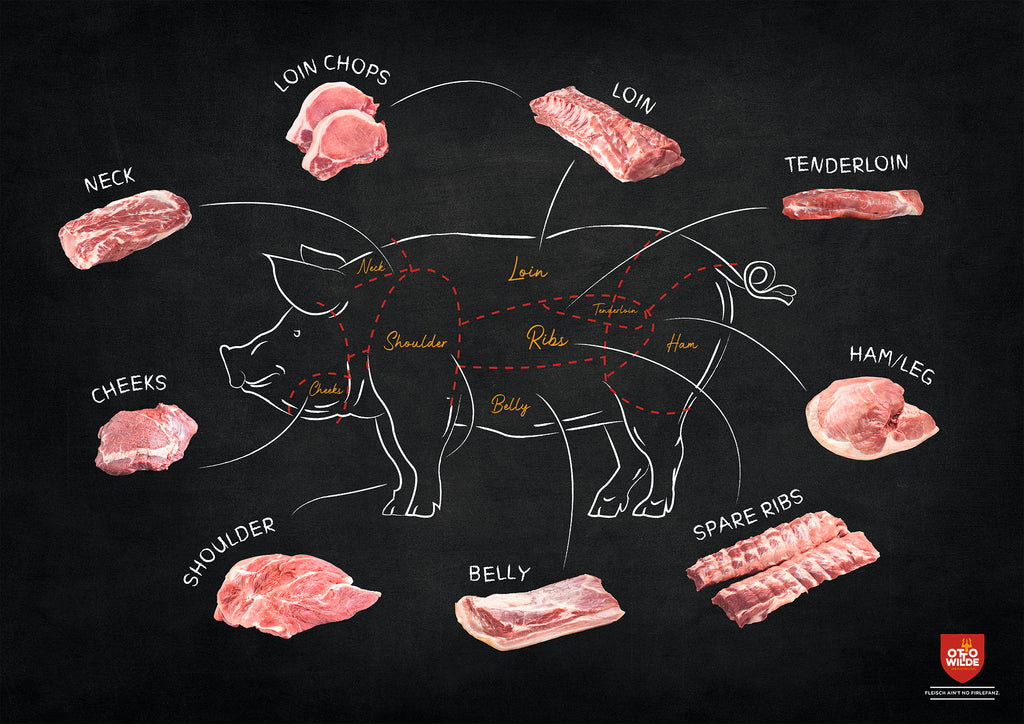 LOIN CHOPS
LOIN
NECK
TENDERLOIN
Neck
Loin
Tenderloin
Shoulder
Ribs
Ham
Cheeks
Belly
CHEEKS
HAM/LEG
SHOULDER
BELLY
SPARE RIBS
OTTO
WILDE
FLEISCH AIN'T NO FIRLEFANZ.